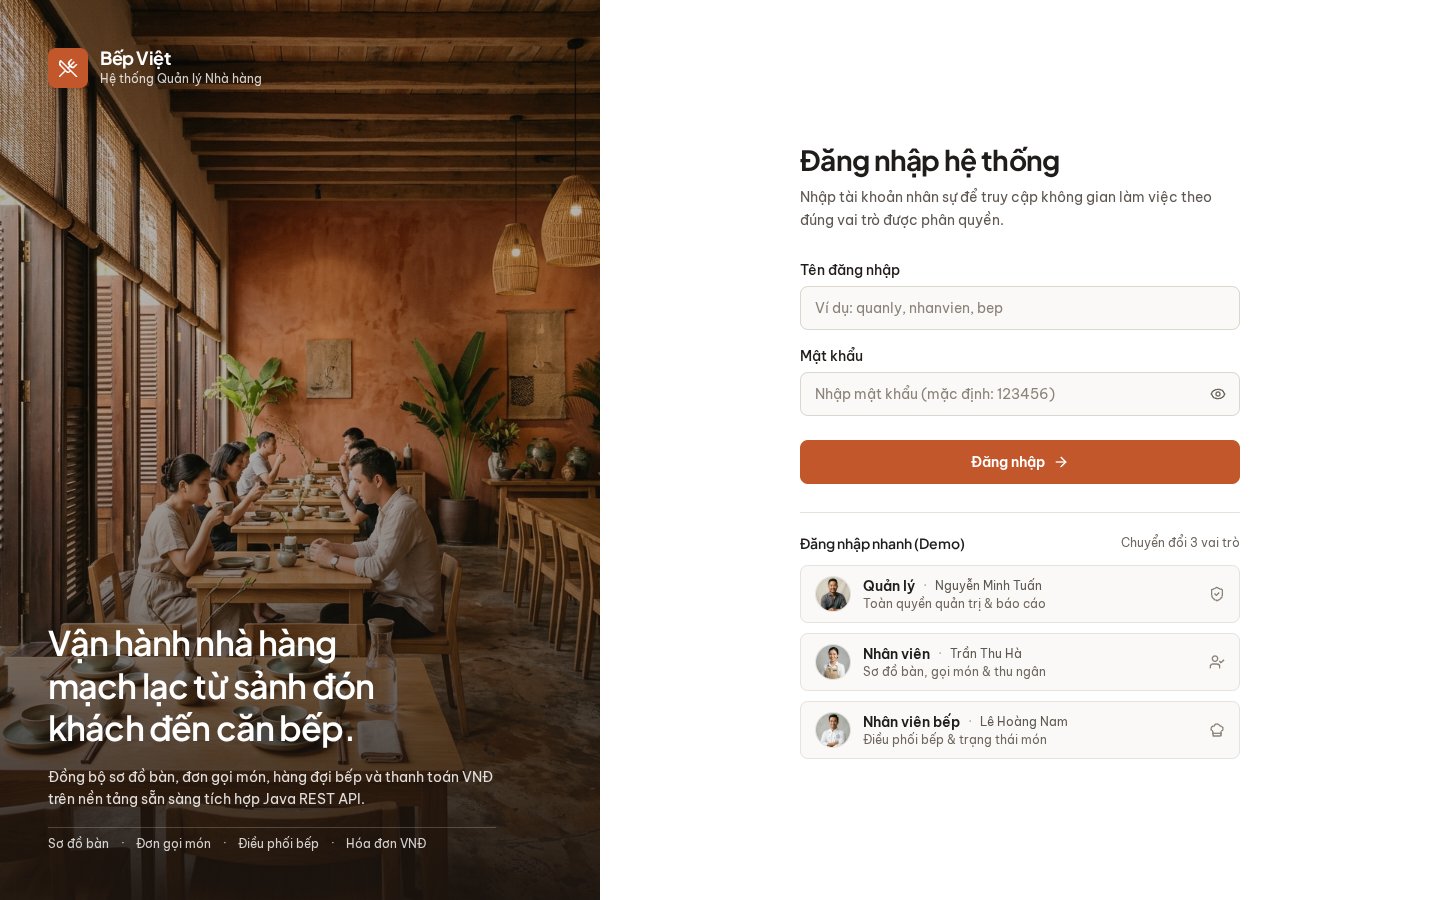 Bếp Việt
Hệ thống Quản lý Nhà hàng
Vận hành nhà hàng
mạch lạc từ sảnh đón
khách đến căn bếp.
Đồng bộ sơ đồ bàn, đơn gọi món, hàng đợi bếp và thanh toán VNĐ
trên nền tảng sẵn sàng tích hợp Java REST API.
Sơ đồ bàn · Đơn gọi món · Điều phối bếp · Hóa đơn VNĐ
Đăng nhập hệ thống
Nhập tài khoản nhân sự để truy cập không gian làm việc theo
đúng vai trò được phân quyền.
Tên đăng nhập
Ví dụ: quanly, nhanvien, bep
Mật khẩu
Nhập mật khẩu (mặc định: 123456)
Đăng nhập →
Đăng nhập nhanh (Demo) Chuyển đổi 3 vai trò
Quản lý · Nguyễn Minh Tuấn
Toàn quyền quản trị & báo cáo
Nhân viên · Trần Thu Hà
Sơ đồ bàn, gọi món & thu ngân
Nhân viên bếp · Lê Hoàng Nam
Điều phối bếp & trạng thái món